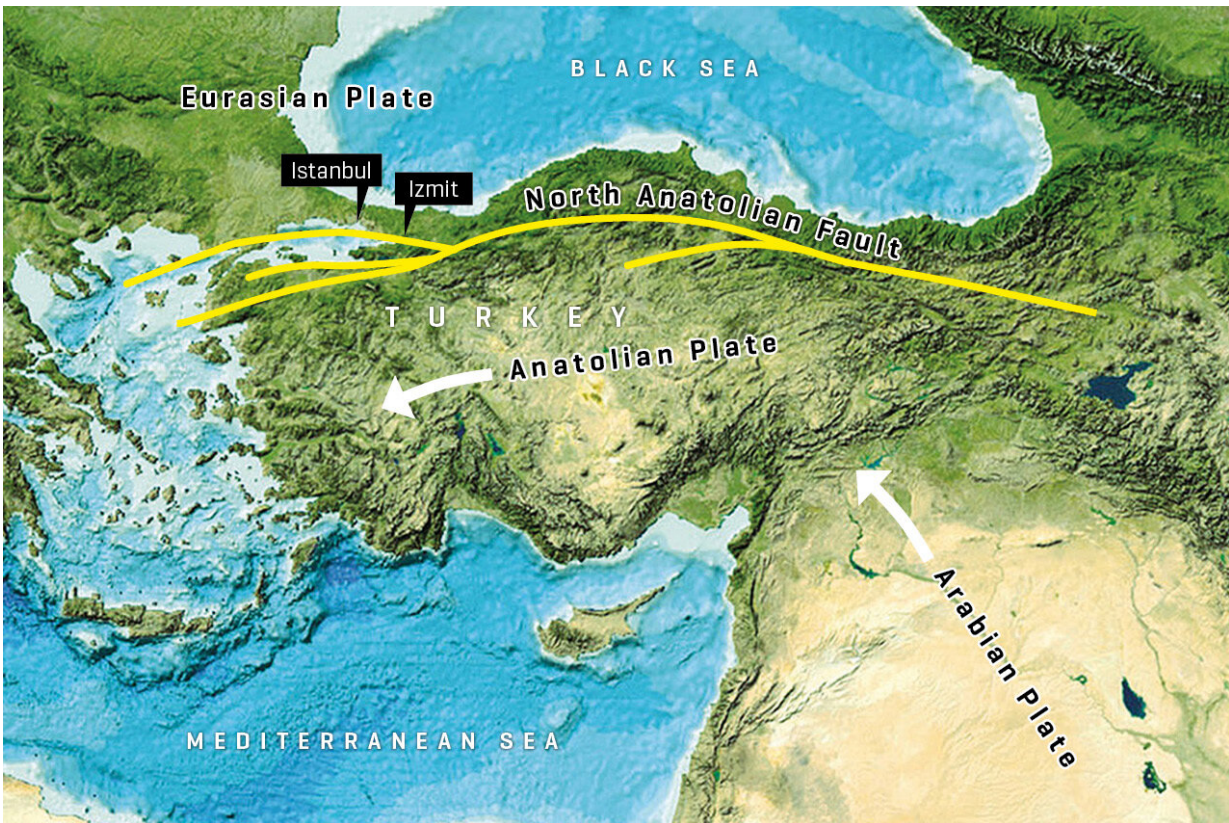 BLACK SEA
Eurasian Plate
Istanbul
Izmit
North Anatolian Fault
TURKEY
Anatolian Plate
Arabian Plate
MEDITERRANEAN SEA